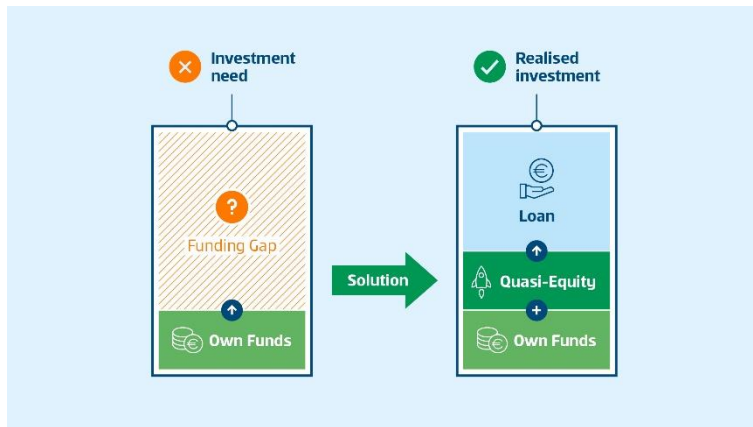 Investment
need
?
Funding Gap
€ Own Funds
Solution
Realised
investment
€
Loan
Quasi-Equity
+
€ Own Funds